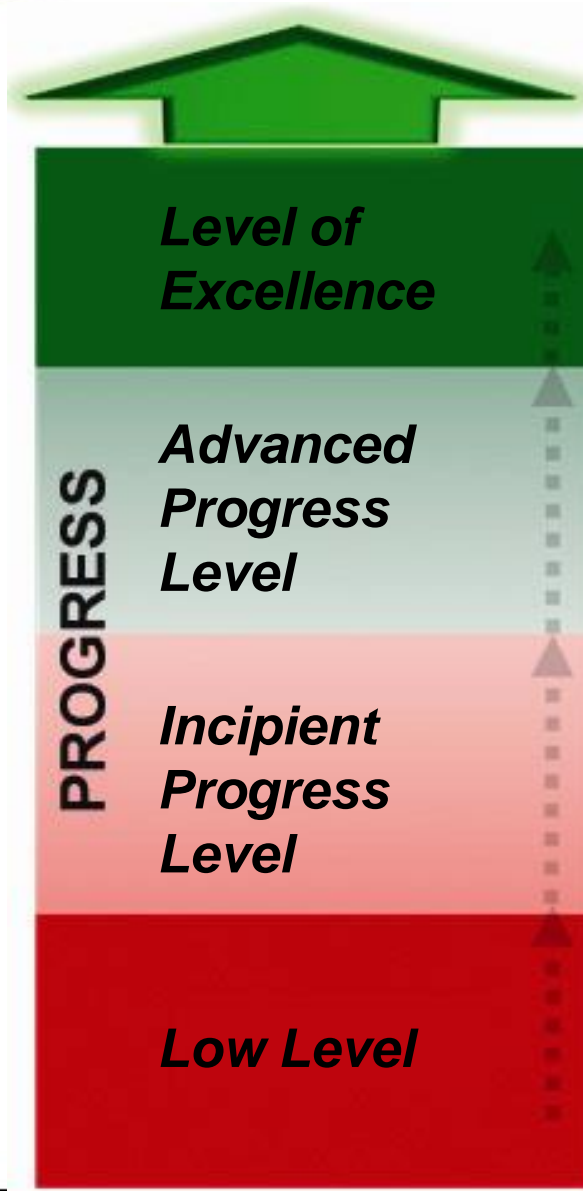 Level of
Excellence
Advanced
Progress
Level
PROGRESS
Incipient
Progress
Level
Low Level